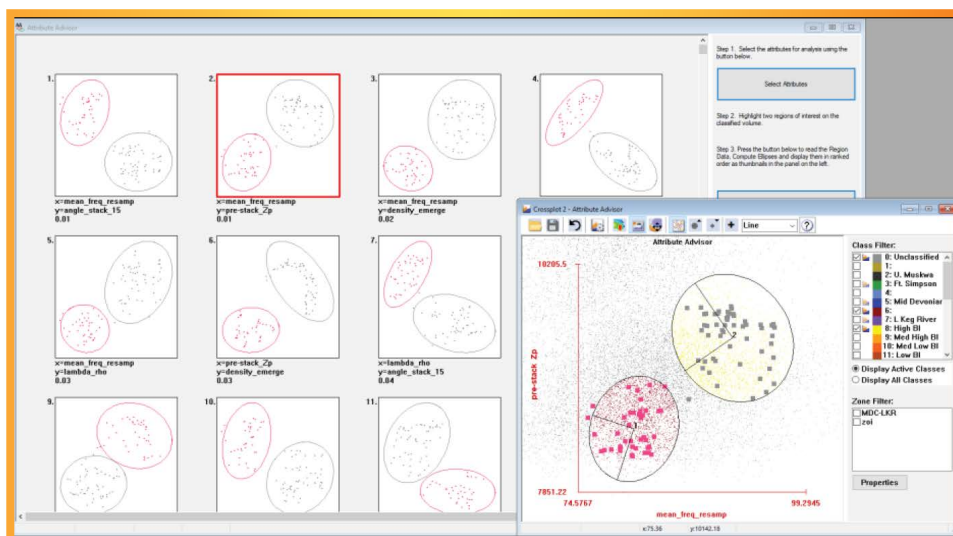 Attribute Advisor
Step 1. Select the attributes for analysis using the
button below.
Select Attributes
Step 2. Highlight two regions of interest on the
classified volume.
Step 3. Press the button below to read the Region
Data, Compute Ellipses and display them in ranked
order as thumbnails in the panel on the left.
1.
x=mean_freq_resamp
y=angle_stack_15
0.01
2.
x=mean_freq_resamp
y=pre-stack_Zp
0.01
3.
x=mean_freq_resamp
y=density_emerge
0.02
4.
5.
x=mean_freq_resamp
y=lambda_rho
0.03
6.
x=pre-stack_Zp
y=density_emerge
0.03
7.
x=lambda_rho
y=angle_stack_15
0.04
9.
10.
11.
Crossplot 2 - Attribute Advisor
Line
Attribute Advisor
10205.5
pre-stack Zp
7851.22
74.5767
99.2945
mean_freq_resamp
1
2
x:75.36 y:10142.18
Class Filter:
0: Unclassified
1:
2: U. Muskwa
3: Ft. Simpson
4:
5: Mid Devonian
6:
7: L Keg River
8: High BI
9: Med High BI
10: Med Low BI
11: Low BI
Display Active Classes
Display All Classes
Zone Filter:
MDC-LKR
zoi
Properties